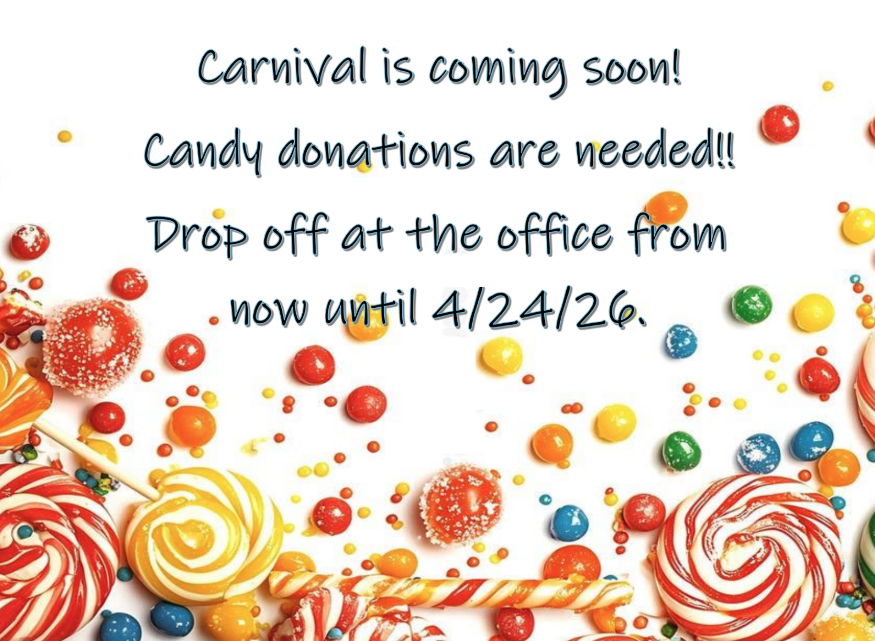 Carnival is coming soon!
Candy donations are needed!!
Drop off at the office from
now until 4/24/26.